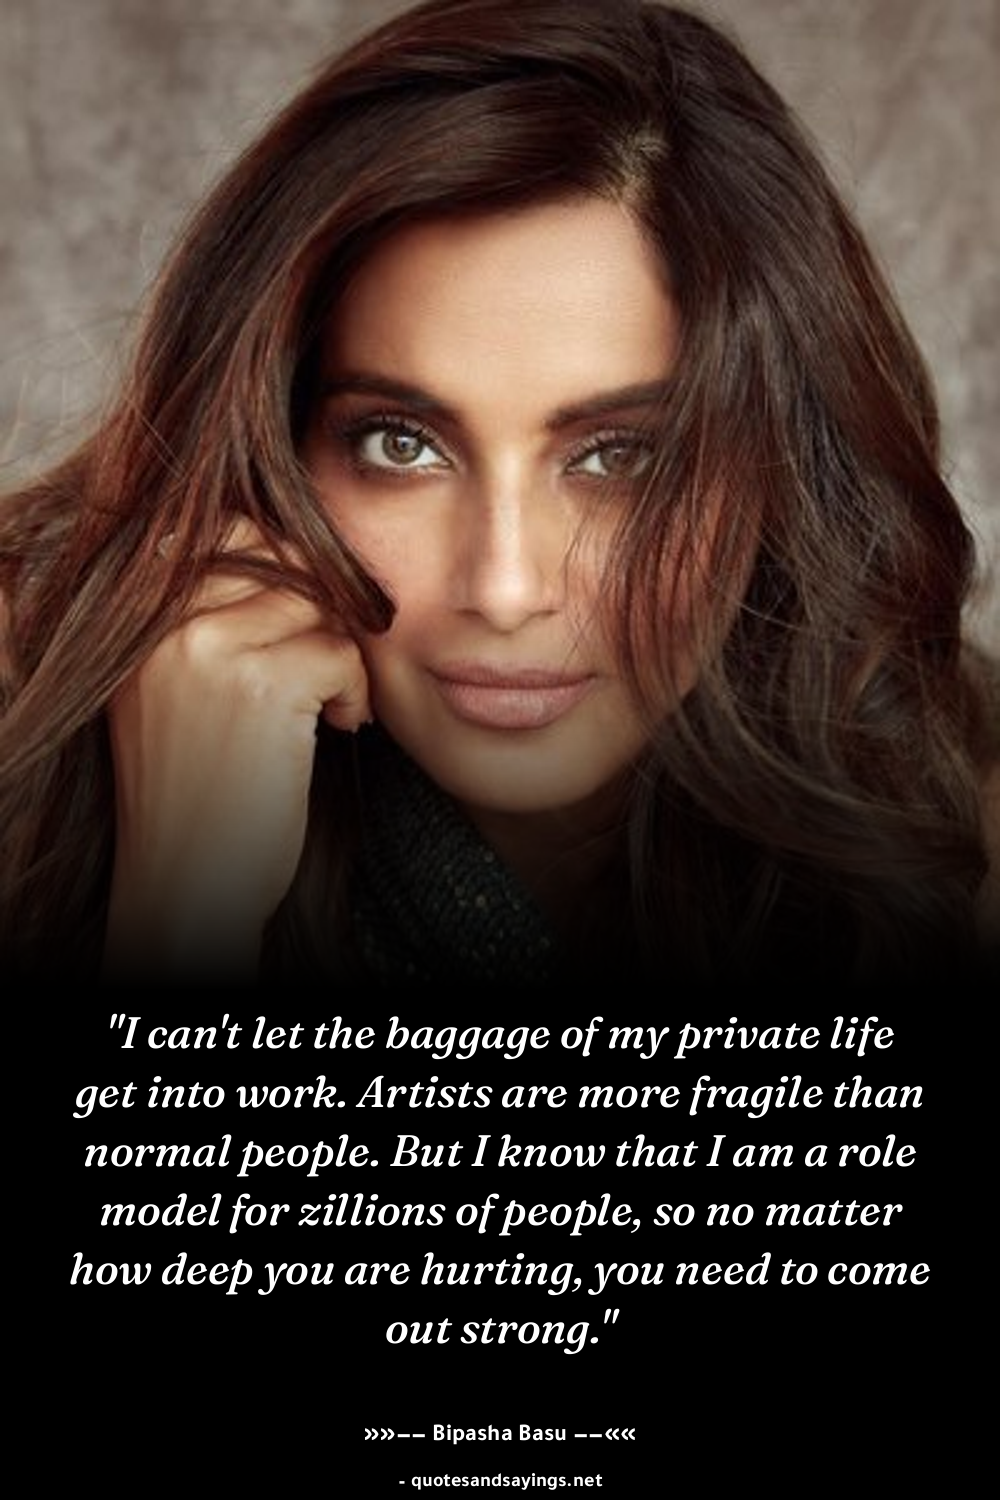 "I can't let the baggage of my private life
get into work. Artists are more fragile than
normal people. But I know that I am a role
model for zillions of people, so no matter
how deep you are hurting, you need to come
out strong."
»»−− Bipasha Basu −−««
- quotesandsayings.net